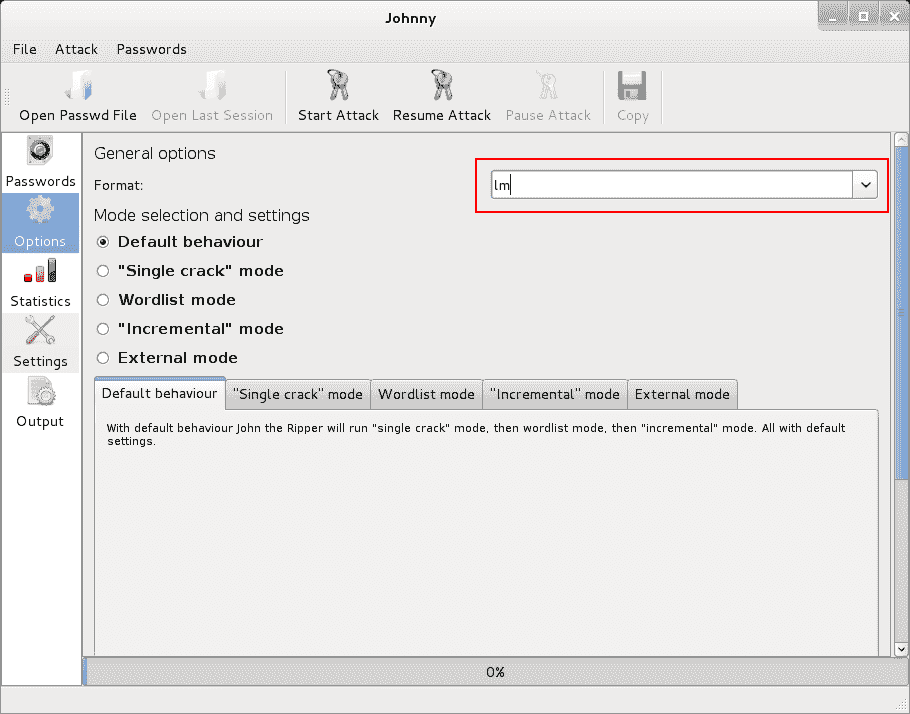 Johnny
File Attack Passwords
Open Passwd File Open Last Session Start Attack Resume Attack Pause Attack Copy
Passwords
Options
Statistics
Settings
Output
General options
Format: lm
Mode selection and settings
Default behaviour
"Single crack" mode
Wordlist mode
"Incremental" mode
External mode
Default behaviour "Single crack" mode Wordlist mode "Incremental" mode External mode
With default behaviour John the Ripper will run "single crack" mode, then wordlist mode, then "incremental" mode. All with default
settings.
0%